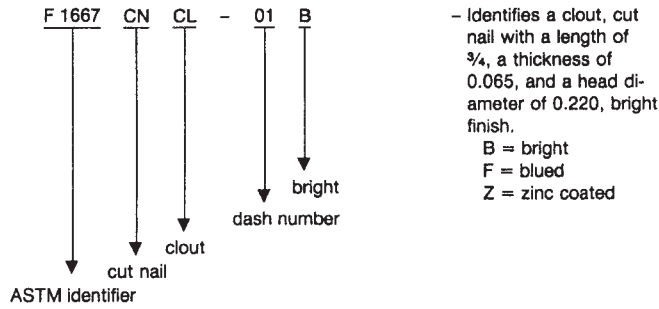 F 1667 CN CL – 01 B
bright
dash number
clout
cut nail
ASTM identifier
– Identifies a clout, cut
nail with a length of
¾, a thickness of
0.065, and a head di-
ameter of 0.220, bright
finish.
B = bright
F = blued
Z = zinc coated